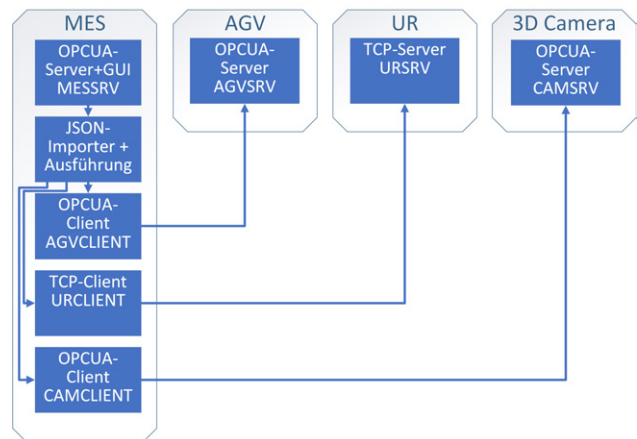 MES
OPCUA-
Server+GUI
MESSRV
JSON-
Importer +
Ausführung
OPCUA-
Client
AGVCLIENT
TCP-Client
URCLIENT
OPCUA-
Client
CAMCLIENT
AGV
OPCUA-
Server
AGVSRV
UR
TCP-Server
URSRV
3D Camera
OPCUA-
Server
CAMSRV